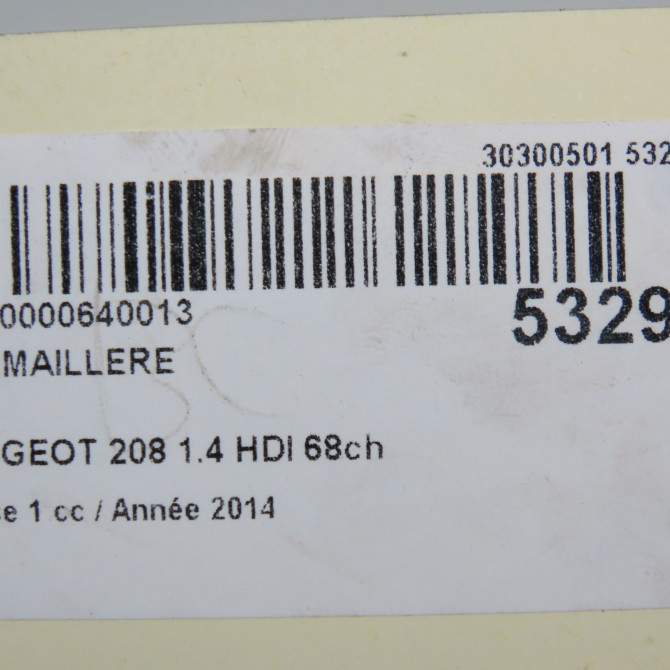 30300501 532
0000640013
5329
MAILLERE
GEOT 208 1.4 HDI 68ch
e 1 cc / Année 2014